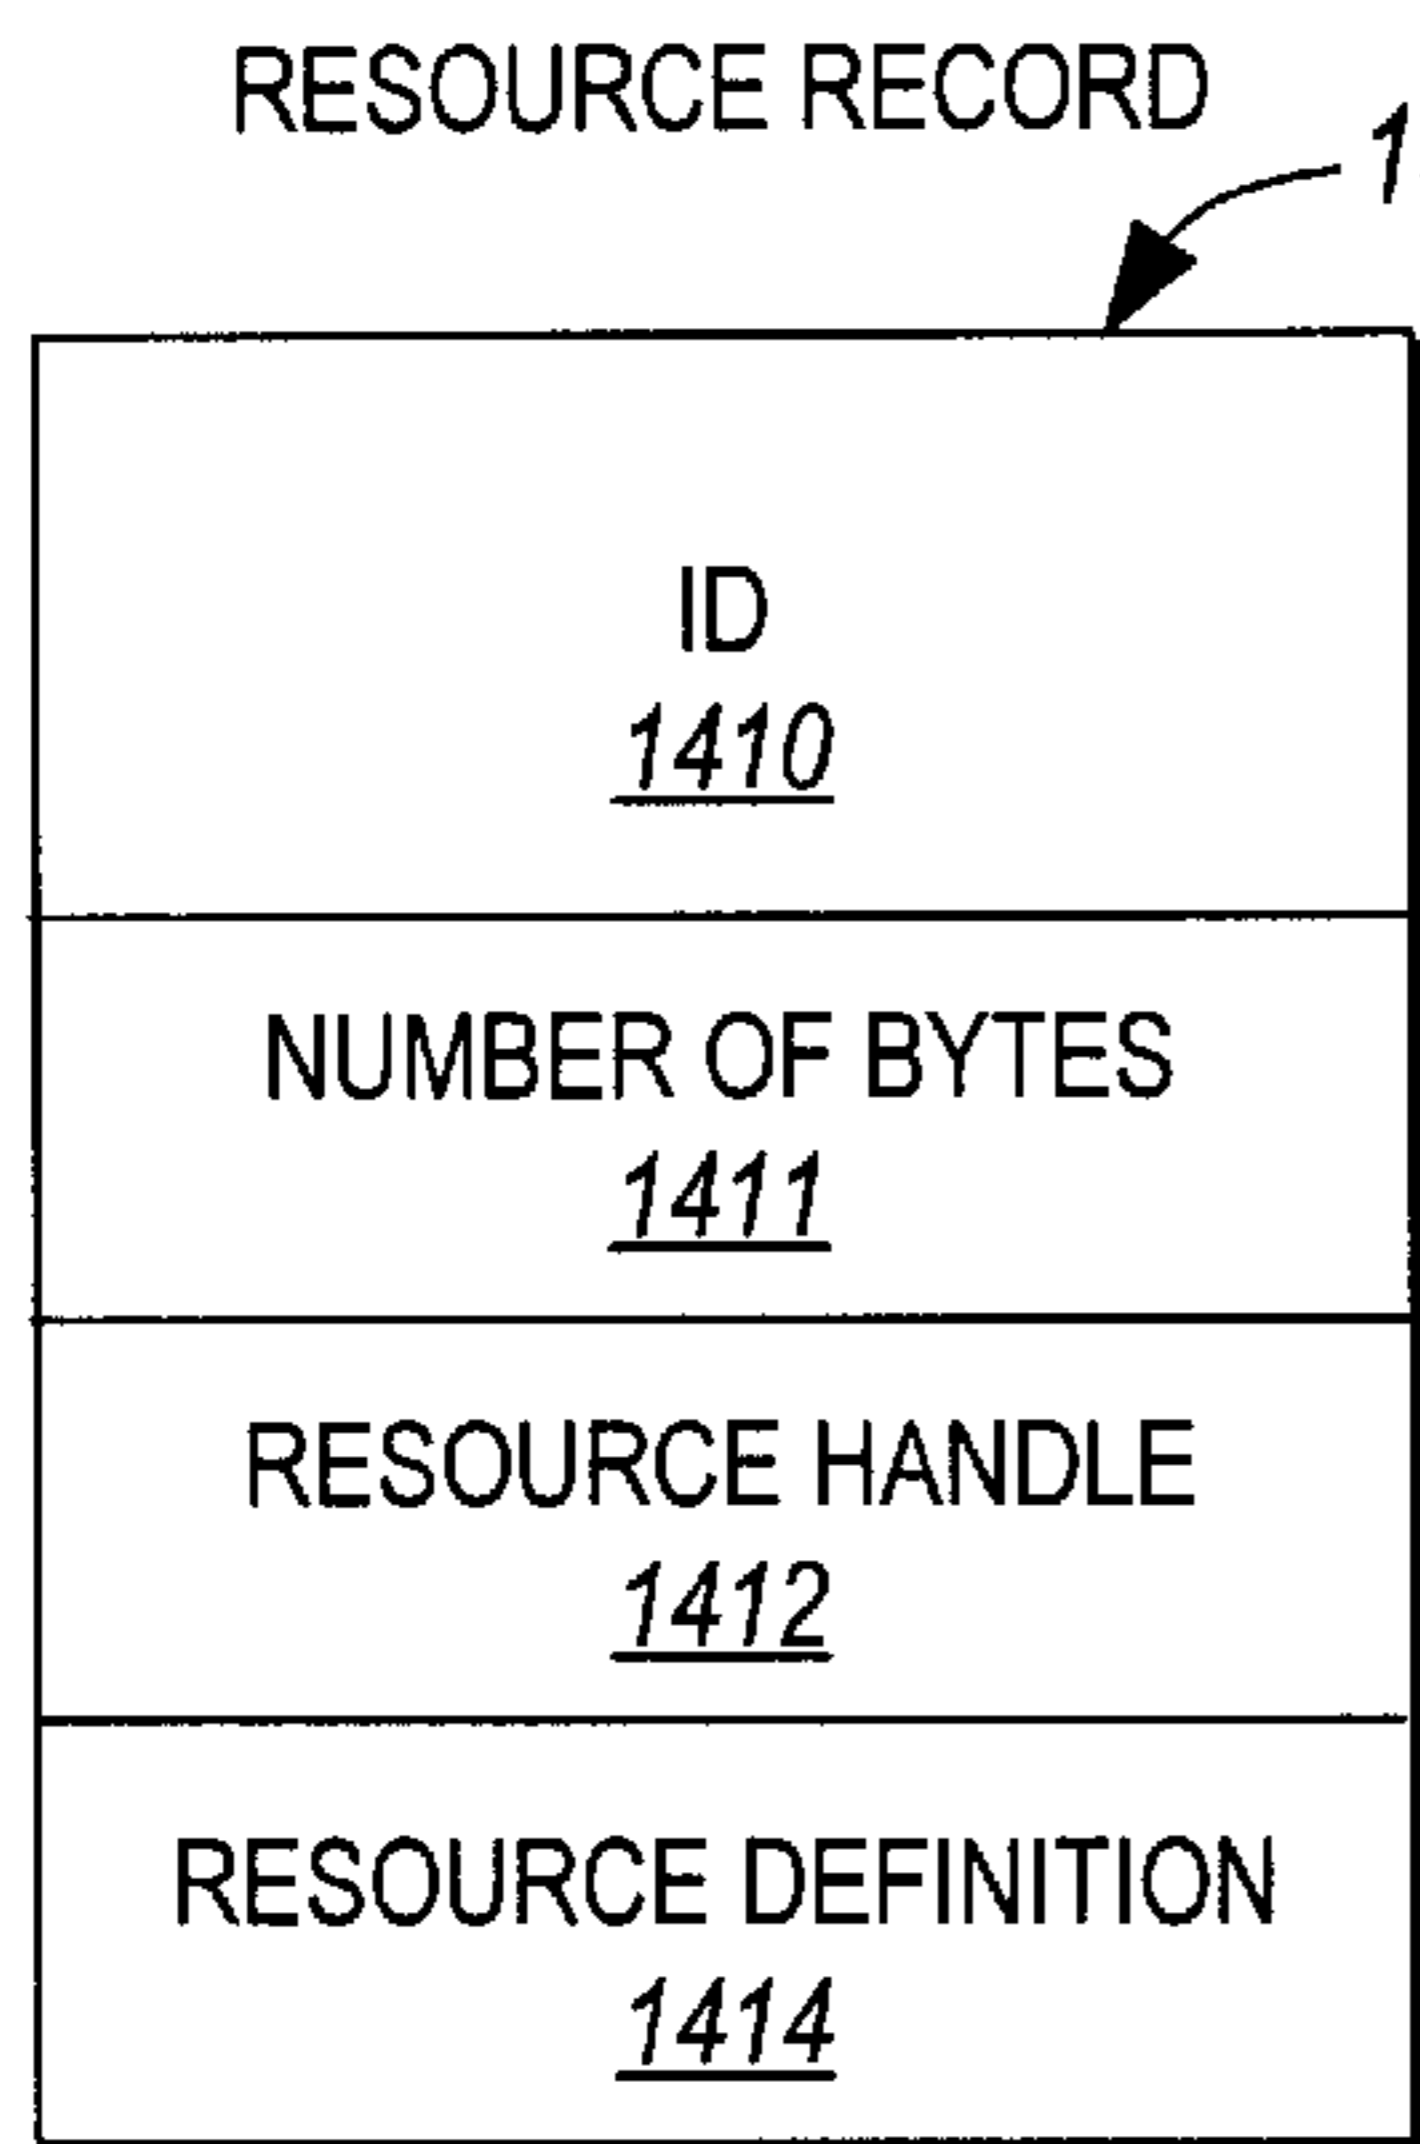 RESOURCE RECORD
ID
1410
NUMBER OF BYTES
1411
RESOURCE HANDLE
1412
RESOURCE DEFINITION
1414